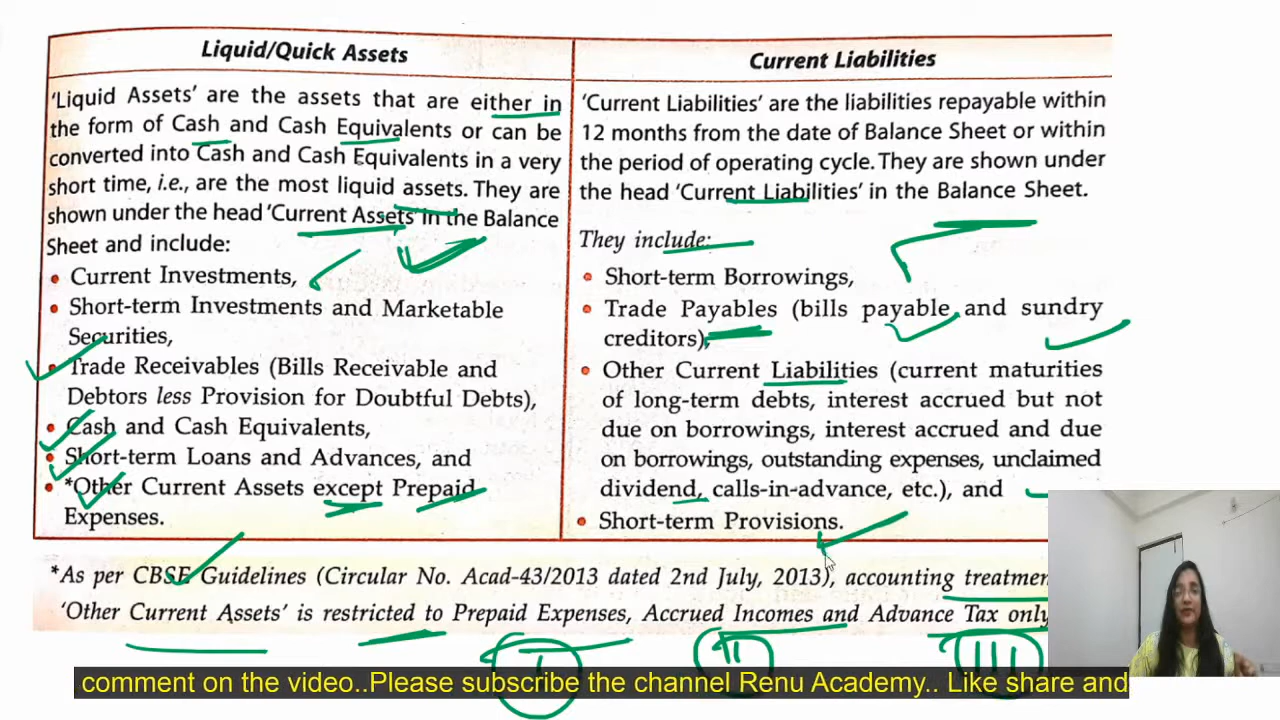 Liquid/Quick Assets
'Liquid Assets' are the assets that are either in
the form of Cash and Cash Equivalents or can be
converted into Cash and Cash Equivalents in a very
short time, i.e., are the most liquid assets. They are
shown under the head 'Current Assets' in the Balance
Sheet and include:
• Current Investments,
• Short-term Investments and Marketable
Securities,
• Trade Receivables (Bills Receivable and
Debtors less Provision for Doubtful Debts),
• Cash and Cash Equivalents,
• Short-term Loans and Advances, and
• *Other Current Assets except Prepaid
Expenses.
Current Liabilities
'Current Liabilities' are the liabilities repayable within
12 months from the date of Balance Sheet or within
the period of operating cycle. They are shown under
the head 'Current Liabilities' in the Balance Sheet.
They include:
• Short-term Borrowings,
• Trade Payables (bills payable and sundry
creditors),
• Other Current Liabilities (current maturities
of long-term debts, interest accrued but not
due on borrowings, interest accrued and due
on borrowings, outstanding expenses, unclaimed
dividend, calls-in-advance, etc.), and
• Short-term Provisions.
*As per CBSE Guidelines (Circular No. Acad-43/2013 dated 2nd July, 2013), accounting treatmen
'Other Current Assets' is restricted to Prepaid Expenses, Accrued Incomes and Advance Tax only
I II III
comment on the video..Please subscribe the channel Renu Academy.. Like share and